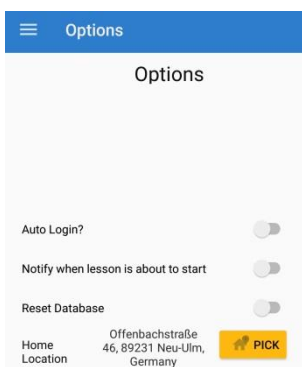 Options
Options
Auto Login?
Notify when lesson is about to start
Reset Database
Offenbachstraße
Home
46, 89231 Neu-Ulm,
PICK
Location
Germany